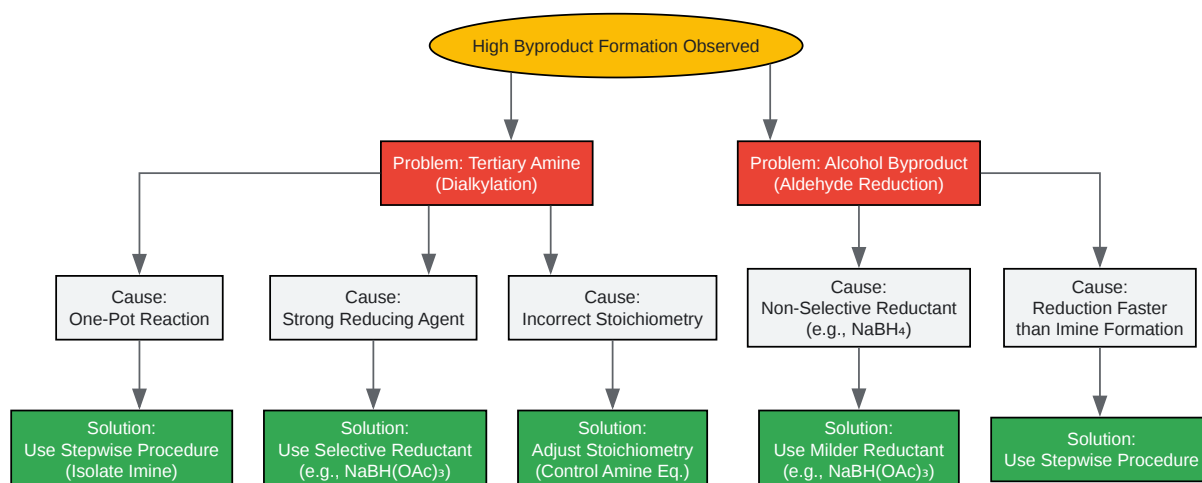 High Byproduct Formation Observed
Problem: Tertiary Amine
(Dialkylation)
Problem: Alcohol Byproduct
(Aldehyde Reduction)
Cause:
One-Pot Reaction
Cause:
Strong Reducing Agent
Cause:
Incorrect Stoichiometry
Cause:
Non-Selective Reductant
(e.g., NaBH₄)
Cause:
Reduction Faster
than Imine Formation
Solution:
Use Stepwise Procedure
(Isolate Imine)
Solution:
Use Selective Reductant
(e.g., NaBH(OAc)₃)
Solution:
Adjust Stoichiometry
(Control Amine Eq.)
Solution:
Use Milder Reductant
(e.g., NaBH(OAc)₃)
Solution:
Use Stepwise Procedure